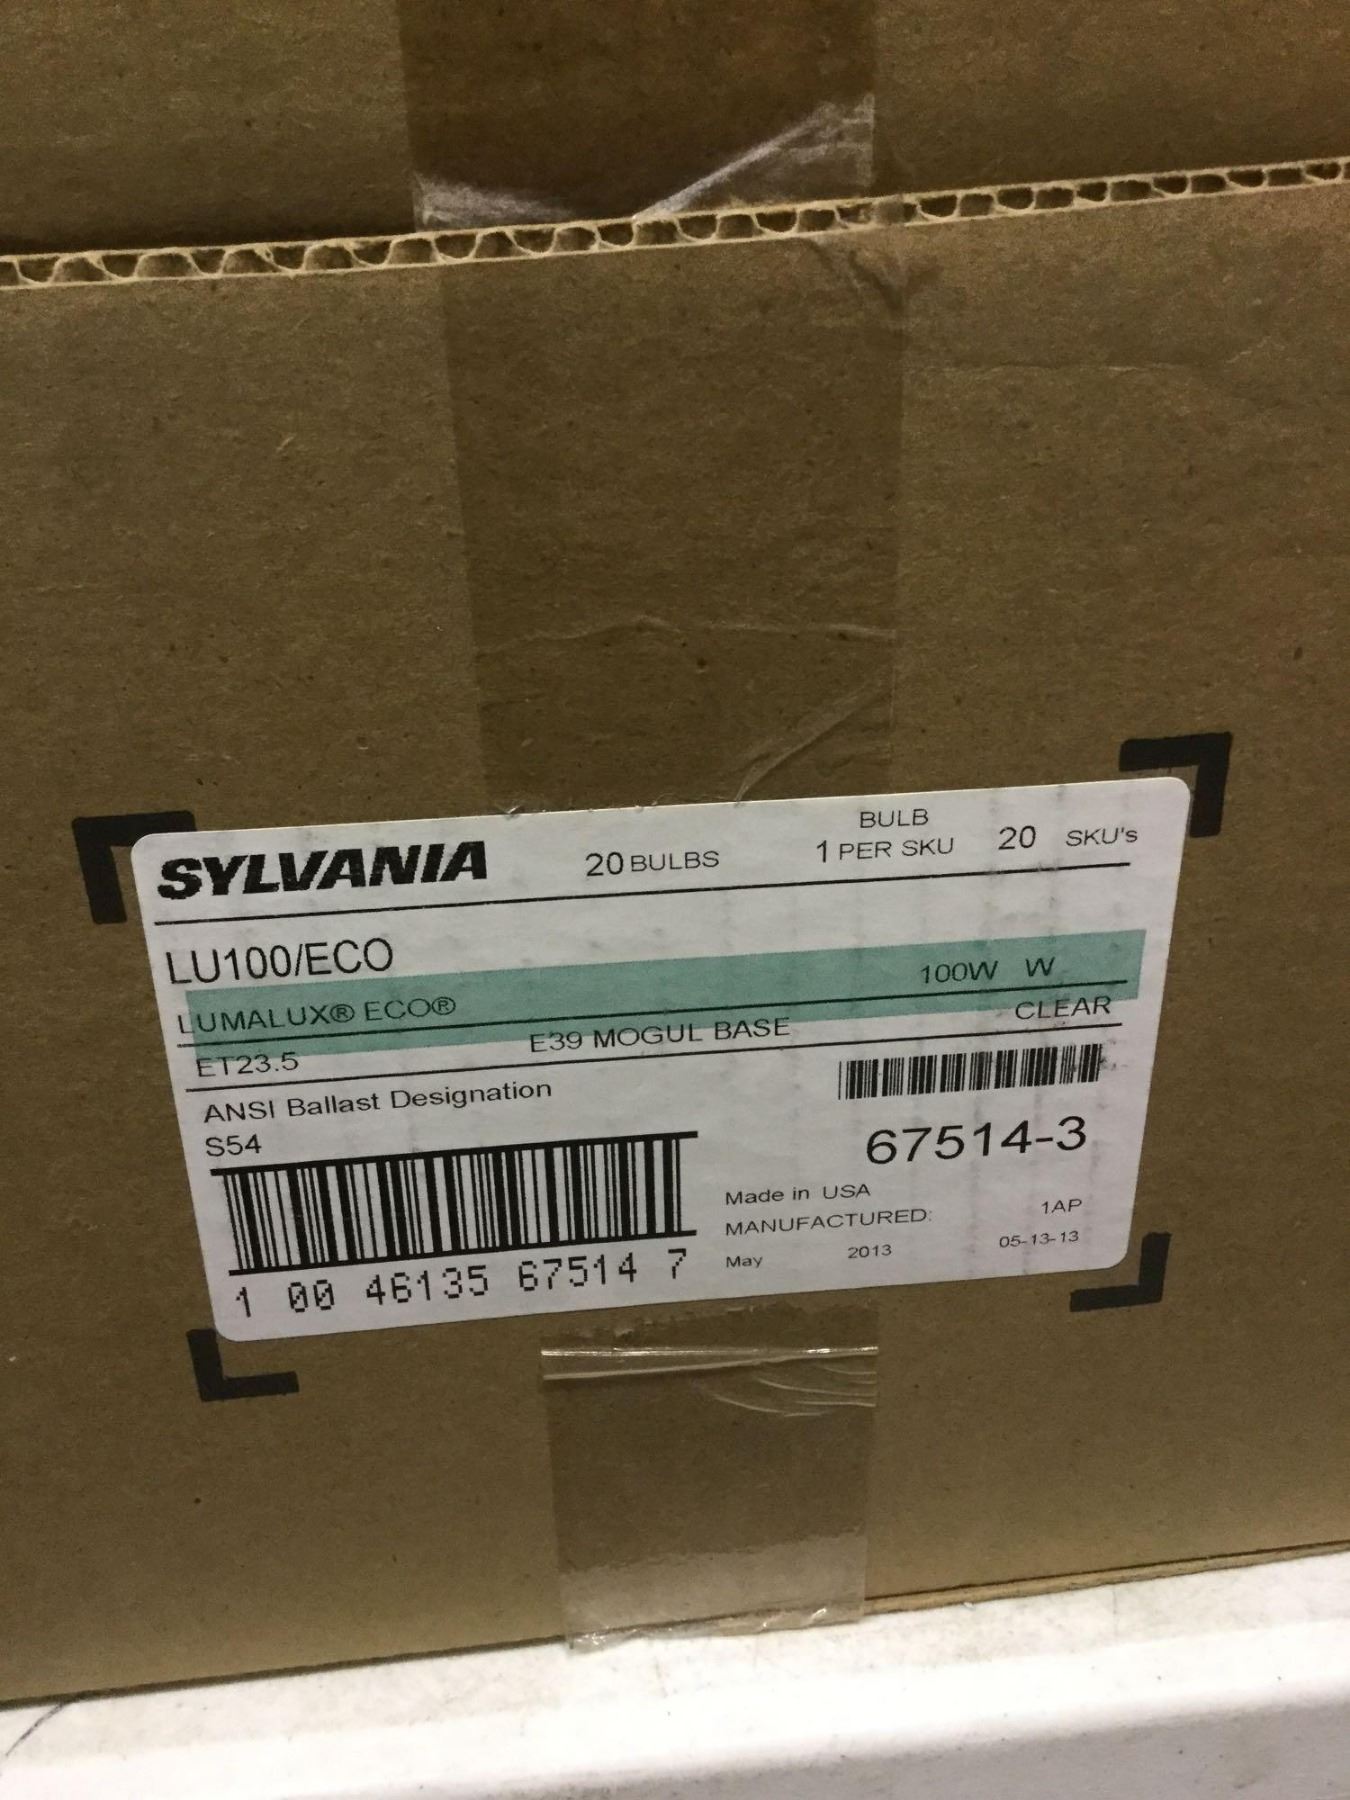 SYLVANIA 20 BULBS 1 BULB PER SKU 20 SKU's
LU100/ECO
LUMALUX® ECO® 100W W
ET23.5 E39 MOGUL BASE CLEAR
ANSI Ballast Designation
S54
67514-3
Made in USA
MANUFACTURED: 1AP
May 2013 05-13-13
1 00 46135 67514 7